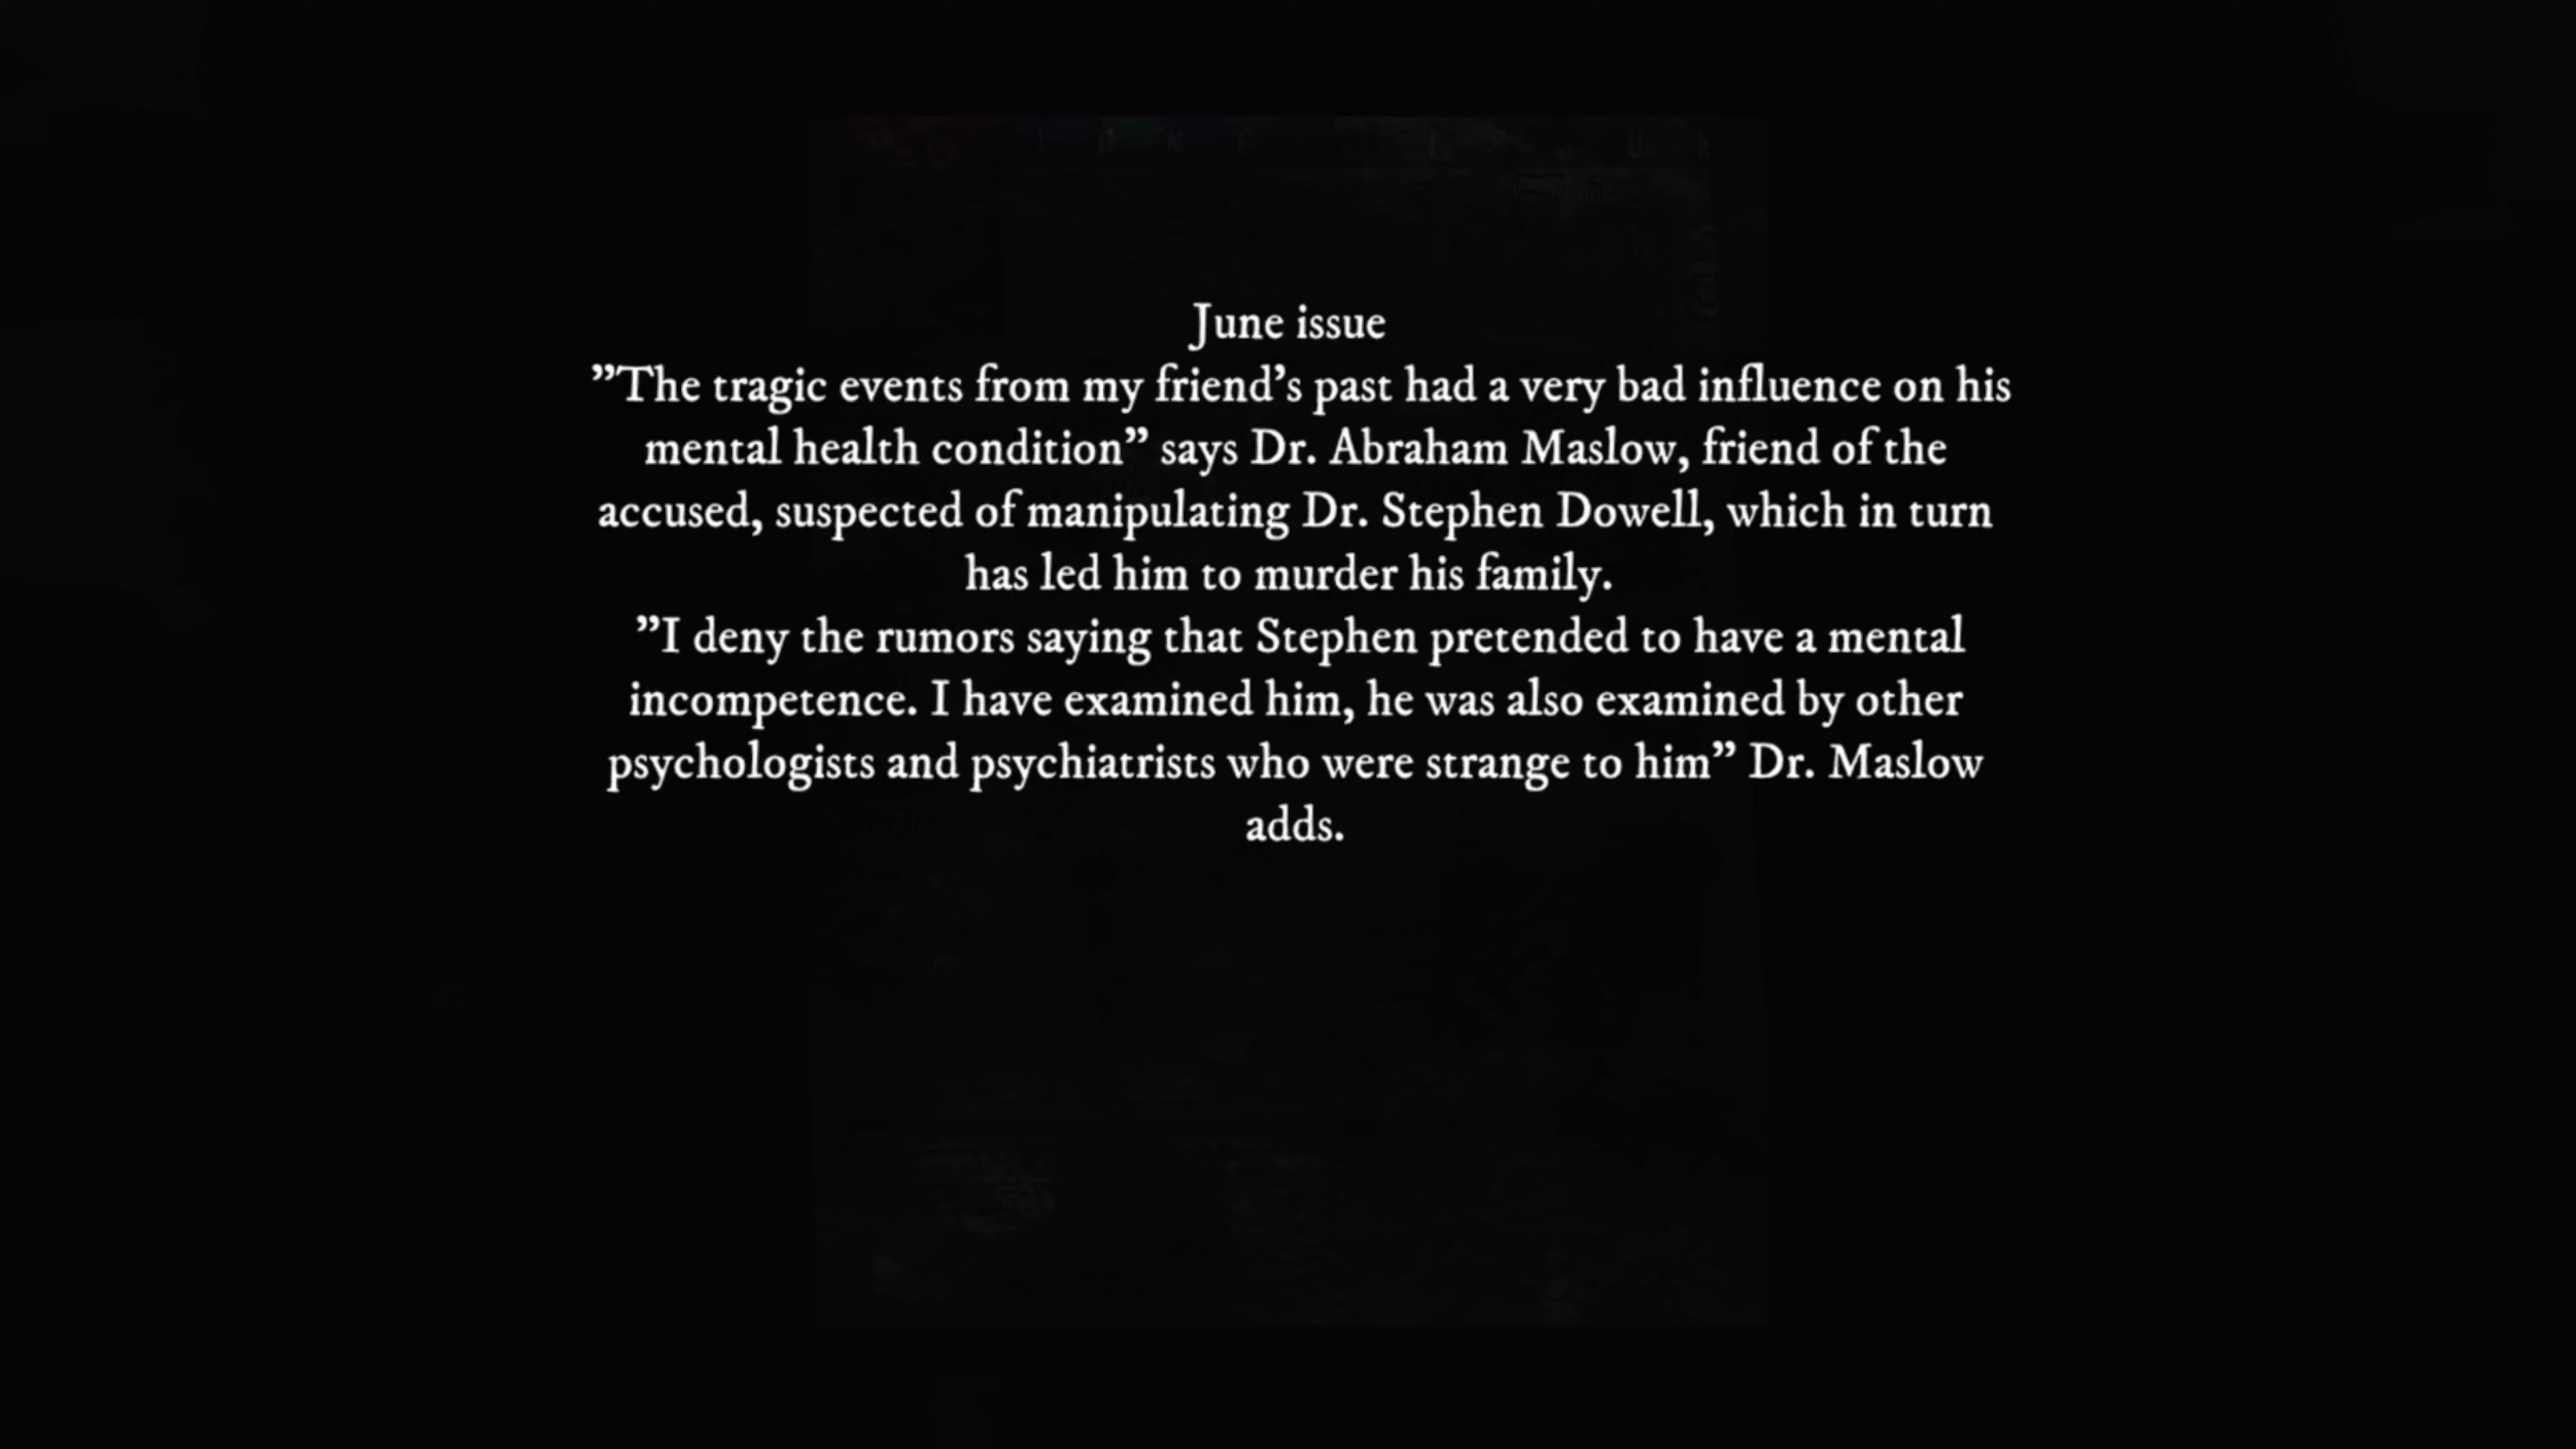 June issue
”The tragic events from my friend’s past had a very bad influence on his
mental health condition” says Dr. Abraham Maslow, friend of the
accused, suspected of manipulating Dr. Stephen Dowell, which in turn
has led him to murder his family.
”I deny the rumors saying that Stephen pretended to have a mental
incompetence. I have examined him, he was also examined by other
psychologists and psychiatrists who were strange to him” Dr. Maslow
adds.